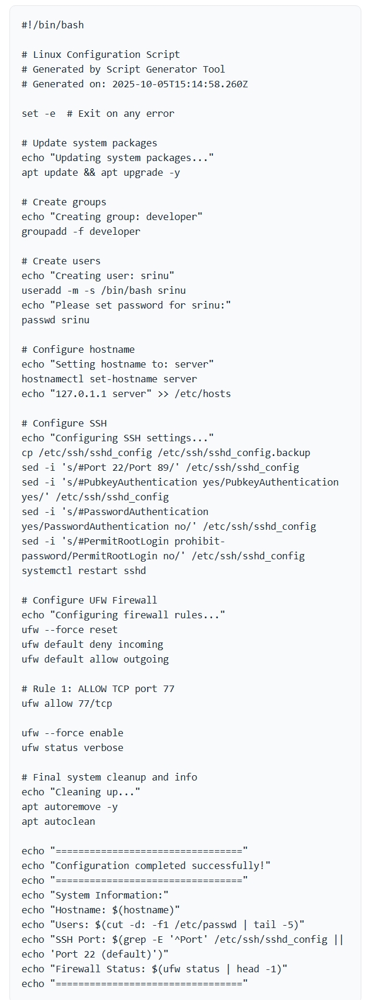 #!/bin/bash
# Linux Configuration Script
# Generated by Script Generator Tool
# Generated on: 2025-10-05T15:14:58.260Z
set -e  # Exit on any error
# Update system packages
echo "Updating system packages..."
apt update && apt upgrade -y
# Create groups
echo "Creating group: developer"
groupadd -f developer
# Create users
echo "Creating user: srinu"
useradd -m -s /bin/bash srinu
echo "Please set password for srinu:"
passwd srinu
# Configure hostname
echo "Setting hostname to: server"
hostnamectl set-hostname server
echo "127.0.1.1 server" >> /etc/hosts
# Configure SSH
echo "Configuring SSH settings..."
cp /etc/ssh/sshd_config /etc/ssh/sshd_config.backup
sed -i 's/#Port 22/Port 89/' /etc/ssh/sshd_config
sed -i 's/#PubkeyAuthentication yes/PubkeyAuthentication
yes/' /etc/ssh/sshd_config
sed -i 's/#PasswordAuthentication
yes/PasswordAuthentication no/' /etc/ssh/sshd_config
sed -i 's/#PermitRootLogin prohibit-
password/PermitRootLogin no/' /etc/ssh/sshd_config
systemctl restart sshd
# Configure UFW Firewall
echo "Configuring firewall rules..."
ufw --force reset
ufw default deny incoming
ufw default allow outgoing
# Rule 1: ALLOW TCP port 77
ufw allow 77/tcp
ufw --force enable
ufw status verbose
# Final system cleanup and info
echo "Cleaning up..."
apt autoremove -y
apt autoclean
echo "================================="
echo "Configuration completed successfully!"
echo "================================="
echo "System Information:"
echo "Hostname: $(hostname)"
echo "Users: $(cut -d: -f1 /etc/passwd | tail -5)"
echo "SSH Port: $(grep -E '^Port' /etc/ssh/sshd_config ||
echo 'Port 22 (default)')"
echo "Firewall Status: $(ufw status | head -1)"
echo "================================="